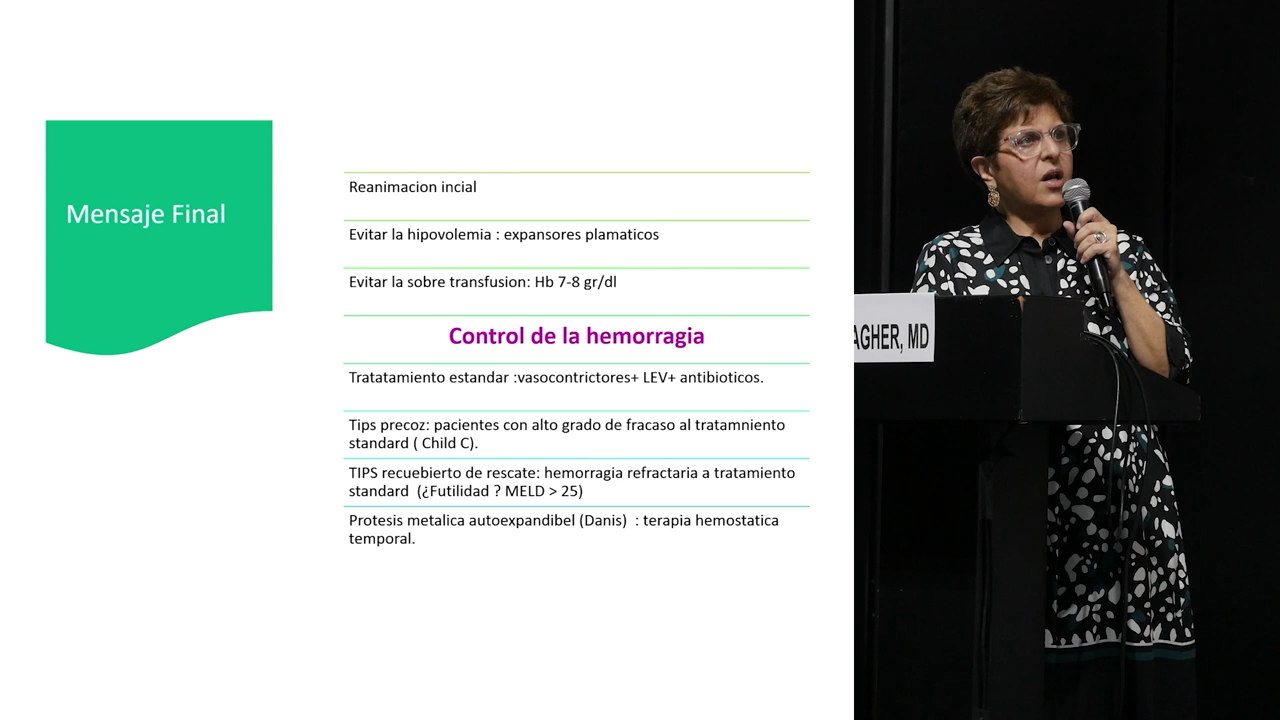 Mensaje Final
Reanimacion incial
Evitar la hipovolemia : expansores plamaticos
Evitar la sobre transfusion: Hb 7-8 gr/dl
Control de la hemorragia
Tratatamiento estandar :vasocontrictores+ LEV+ antibioticos.
Tips precoz: pacientes con alto grado de fracaso al tratamniento
standard ( Child C).
TIPS recuebierto de rescate: hemorragia refractaria a tratamiento
standard (¿Futilidad ? MELD > 25)
Protesis metalica autoexpandibel (Danis) : terapia hemostatica
temporal.
AGHER, MD